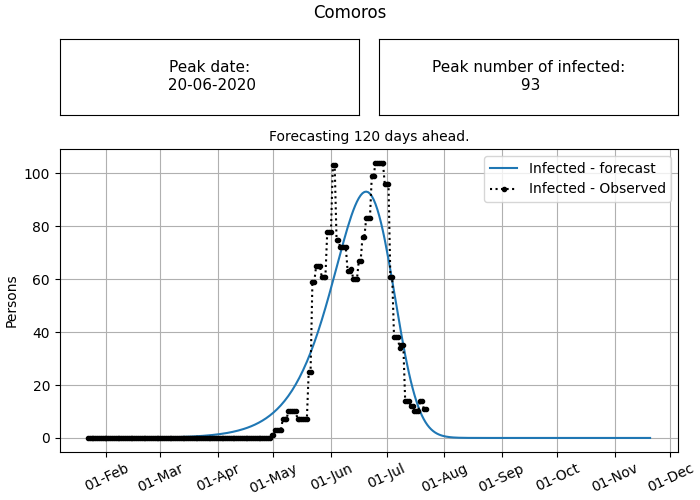 Comoros
Peak date:
20-06-2020
Peak number of infected:
93
Forecasting 120 days ahead.
Infected - forecast
Infected - Observed
Persons
100
80
60
40
20
0
01-Feb
01-Mar
01-Apr
01-May
01-Jun
01-Jul
01-Aug
01-Sep
01-Oct
01-Nov
01-Dec